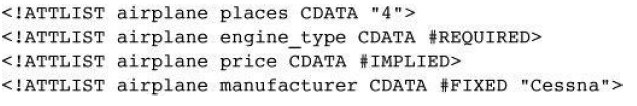 <!ATTLIST airplane places CDATA "4">
<!ATTLIST airplane engine_type CDATA #REQUIRED>
<!ATTLIST airplane price CDATA #IMPLIED>
<!ATTLIST airplane manufacturer CDATA #FIXED "Cessna">